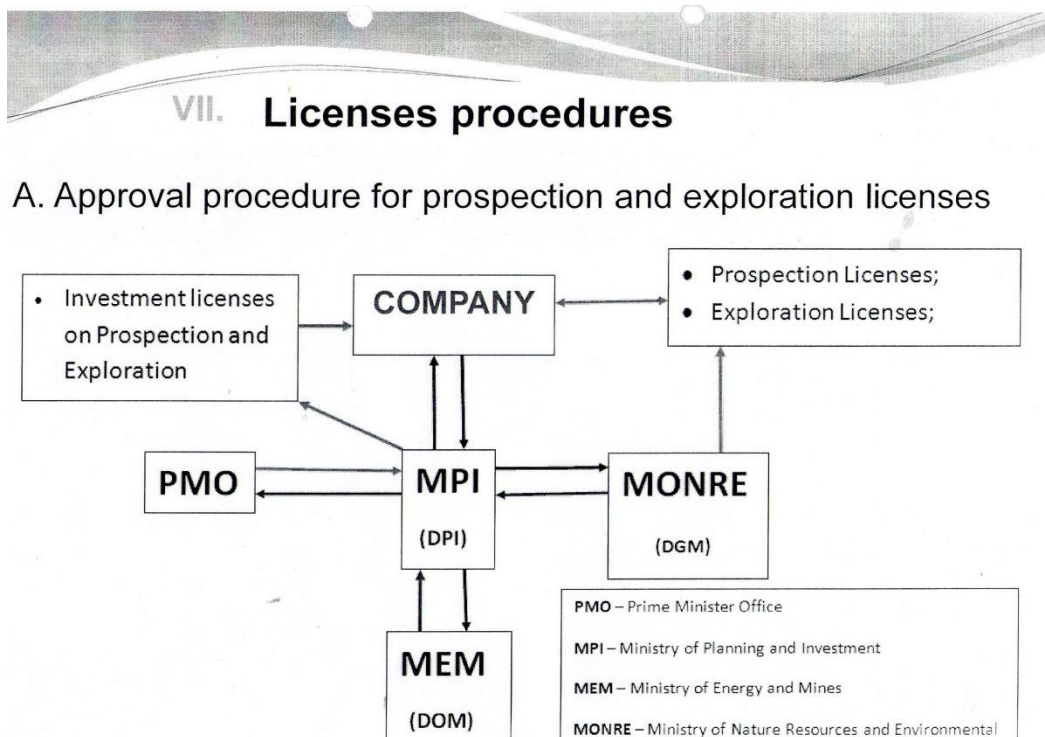 VII. Licenses procedures
A. Approval procedure for prospection and exploration licenses
• Investment licenses
on Prospection and
Exploration
COMPANY
• Prospection Licenses;
• Exploration Licenses;
PMO
MPI
(DPI)
MONRE
(DGM)
MEM
(DOM)
PMO – Prime Minister Office
MPI – Ministry of Planning and Investment
MEM – Ministry of Energy and Mines
MONRE – Ministry of Nature Resources and Environmental